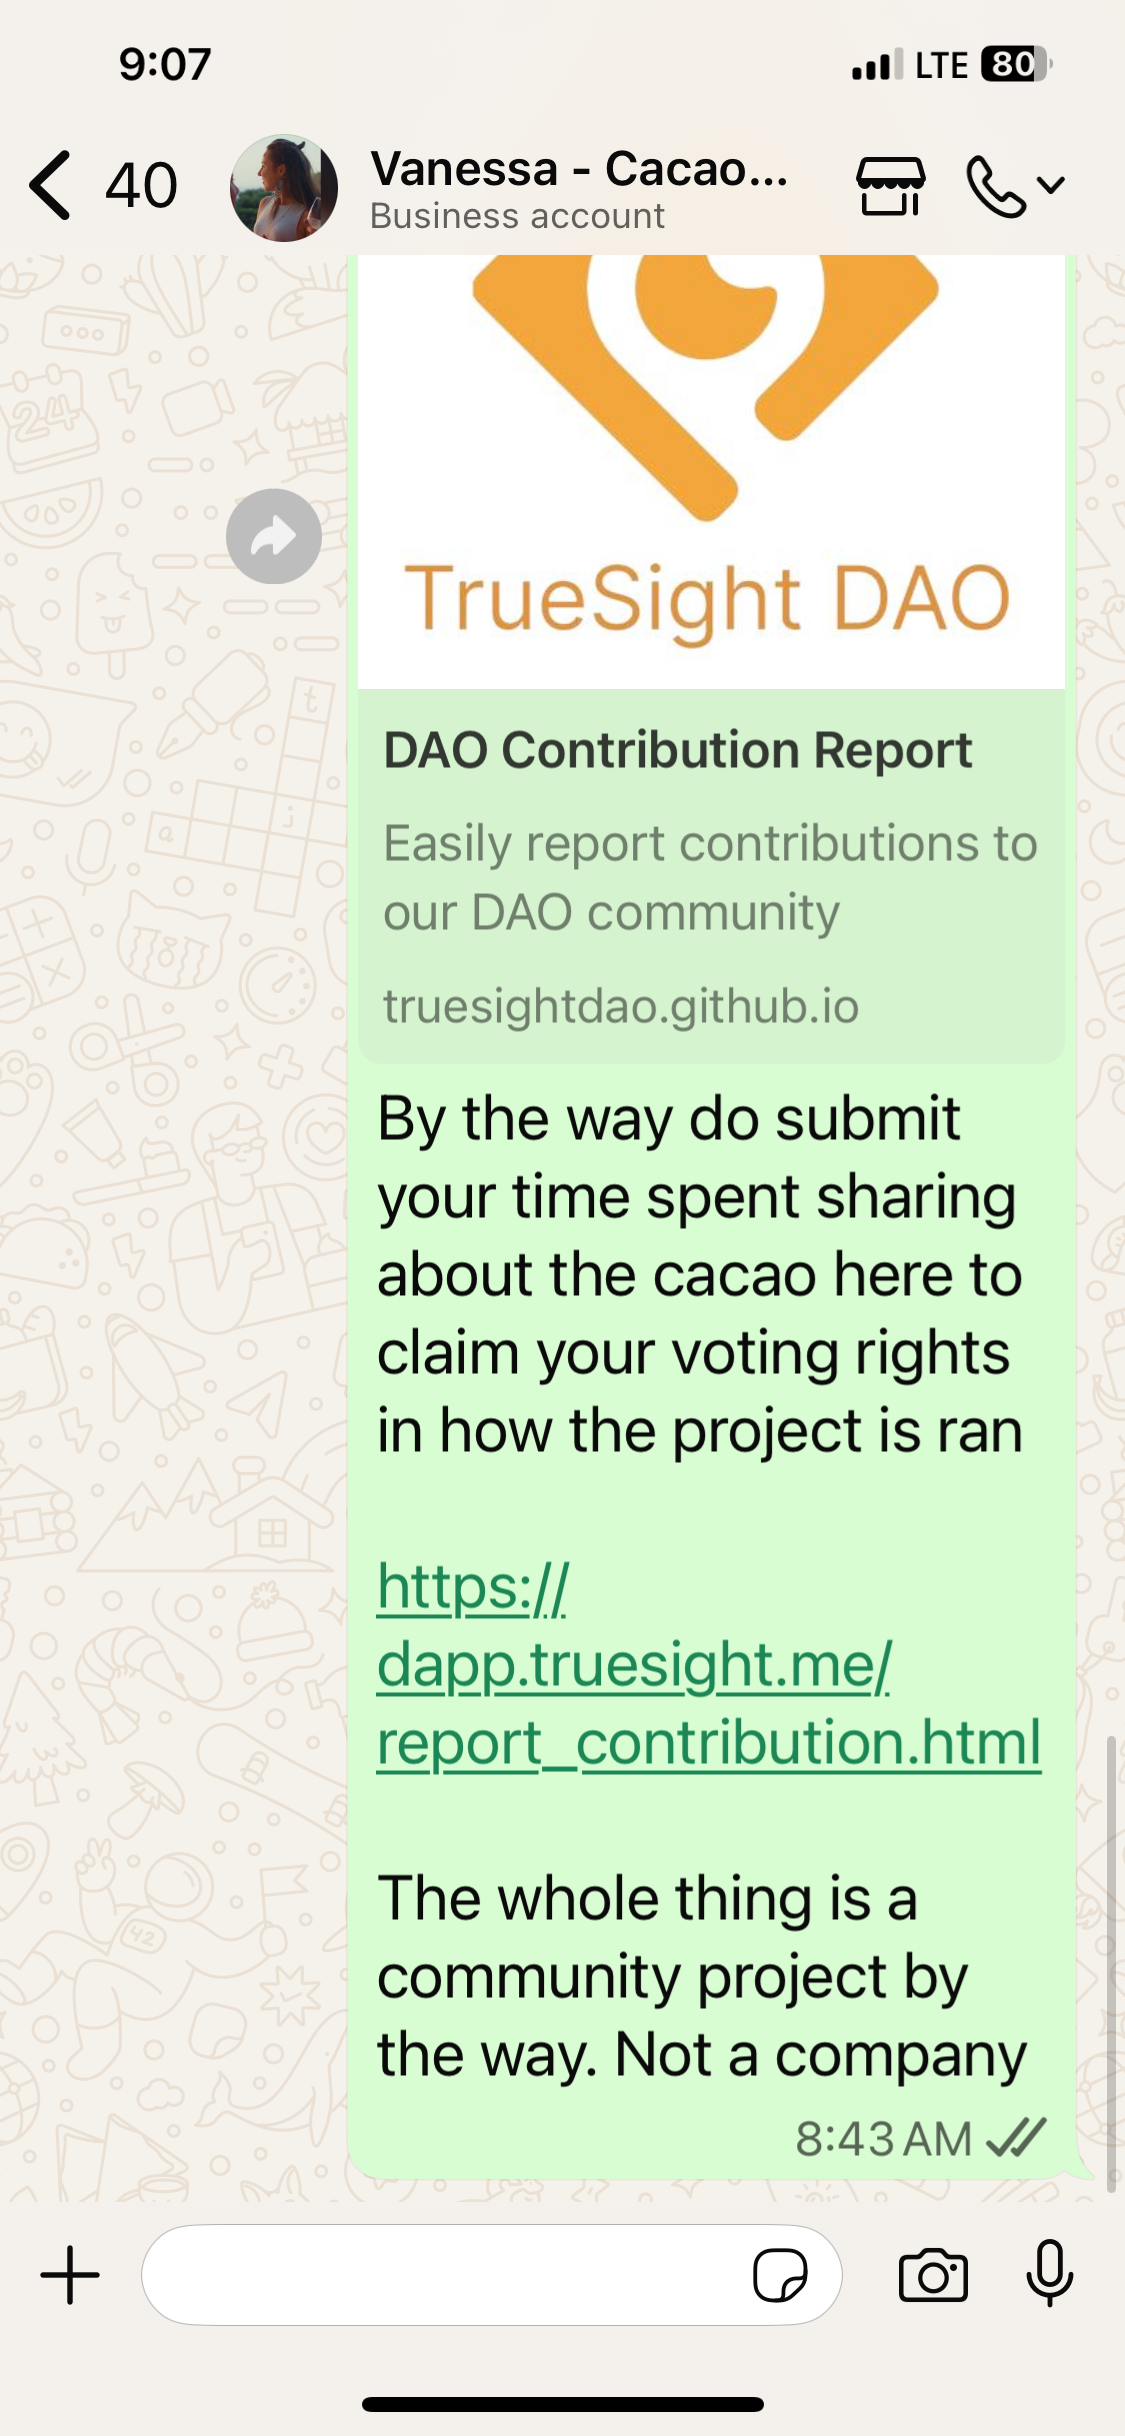 9:07
LTE 80
40
Vanessa - Cacao...
Business account
TrueSight DAO
DAO Contribution Report
Easily report contributions to
our DAO community
truesightdao.github.io
By the way do submit
your time spent sharing
about the cacao here to
claim your voting rights
in how the project is ran
https://
dapp.truesight.me/
report_contribution.html
The whole thing is a
community project by
the way. Not a company
8:43 AM